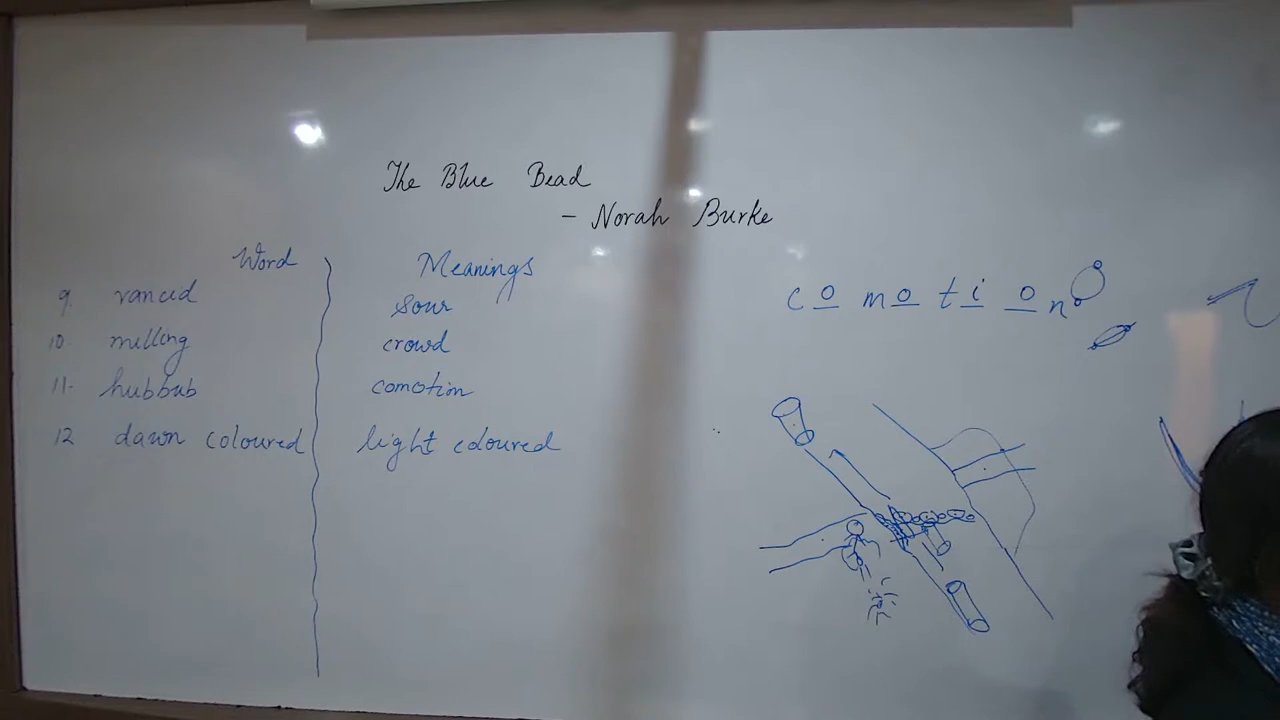 The Blue Bead
- Norah Burke
Word Meanings
9. rancid sour
10. milling crowd
11. hubbub comotion
12 dawn coloured light coloured
c o m o t i o n